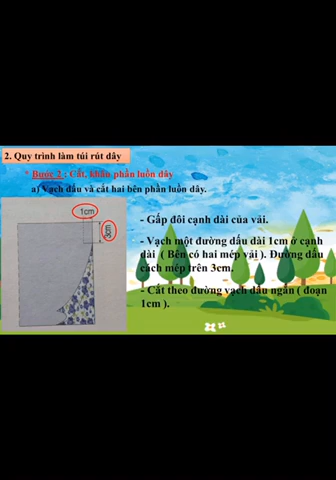 2. Quy trình làm túi rút dây
* Bước 2 : Cắt, khâu phần luồn dây
a) Vạch dấu và cắt hai bên phần luồn dây.
1cm
3cm
- Gấp đôi cạnh dài của vải.
- Vạch một đường dấu dài 1cm ở cạnh
dài ( Bên có hai mép vải ). Đường dấu
cách mép trên 3cm.
- Cắt theo đường vạch dấu ngắn ( đoạn
1cm ).